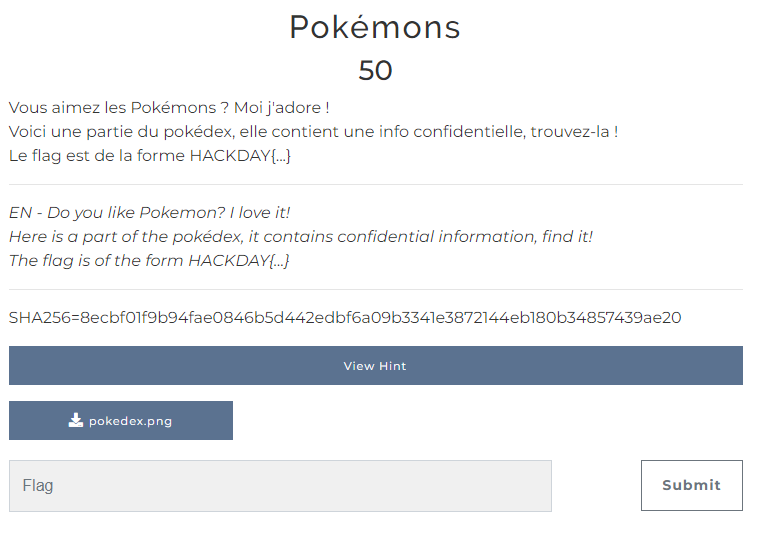 Pokémons
50
Vous aimez les Pokémons ? Moi j'adore !
Voici une partie du pokédex, elle contient une info confidentielle, trouvez-la !
Le flag est de la forme HACKDAY{...}
EN - Do you like Pokemon? I love it!
Here is a part of the pokédex, it contains confidential information, find it!
The flag is of the form HACKDAY{...}
SHA256=8ecbf01f9b94fae0846b5d442edbf6a09b3341e3872144eb180b34857439ae20
View Hint
pokedex.png
Flag
Submit